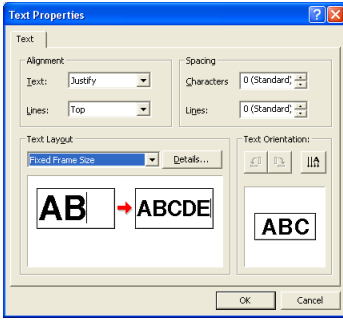 Text Properties
Text
Alignment
Text: Justify
Lines: Top
Spacing
Characters 0 (Standard)
Lines: 0 (Standard)
Text Layout
Fixed Frame Size Details...
AB ABCDE
Text Orientation:
A
ABC
OK Cancel